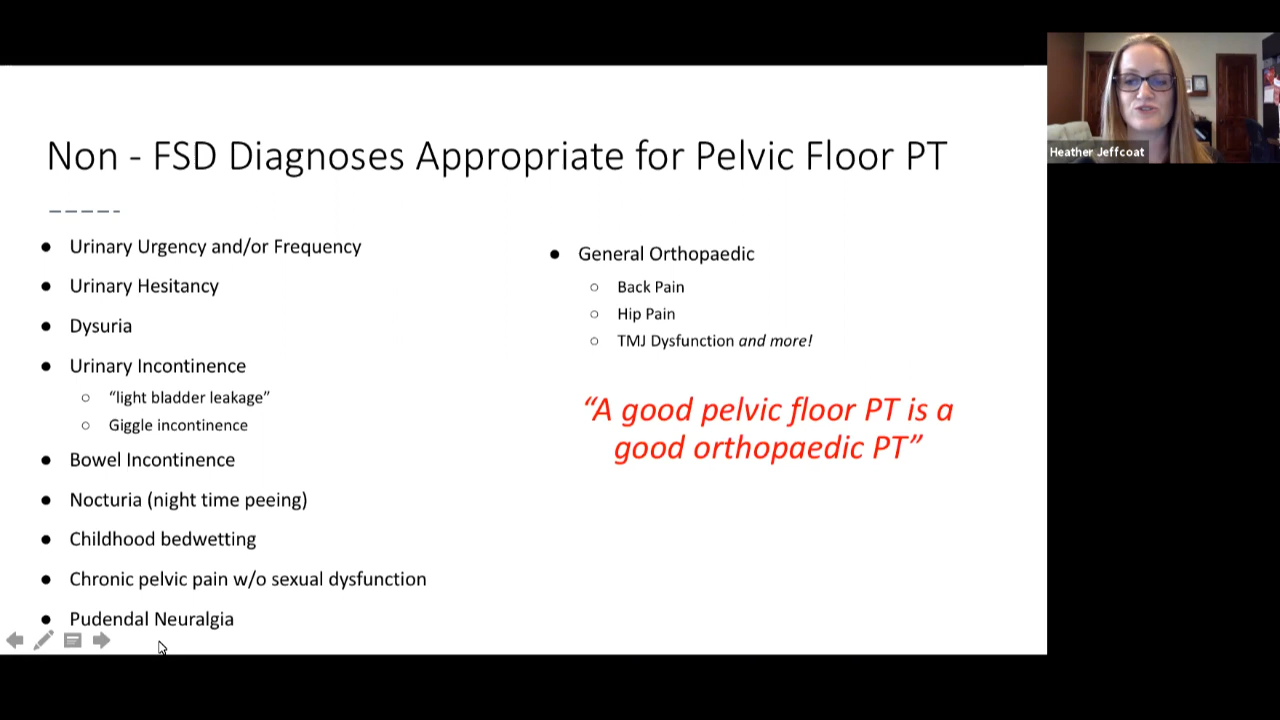 Non - FSD Diagnoses Appropriate for Pelvic Floor PT
● Urinary Urgency and/or Frequency
● Urinary Hesitancy
● Dysuria
● Urinary Incontinence
○ “light bladder leakage”
○ Giggle incontinence
● Bowel Incontinence
● Nocturia (night time peeing)
● Childhood bedwetting
● Chronic pelvic pain w/o sexual dysfunction
● Pudendal Neuralgia
● General Orthopaedic
○ Back Pain
○ Hip Pain
○ TMJ Dysfunction and more!
“A good pelvic floor PT is a
good orthopaedic PT”
Heather Jeffcoat